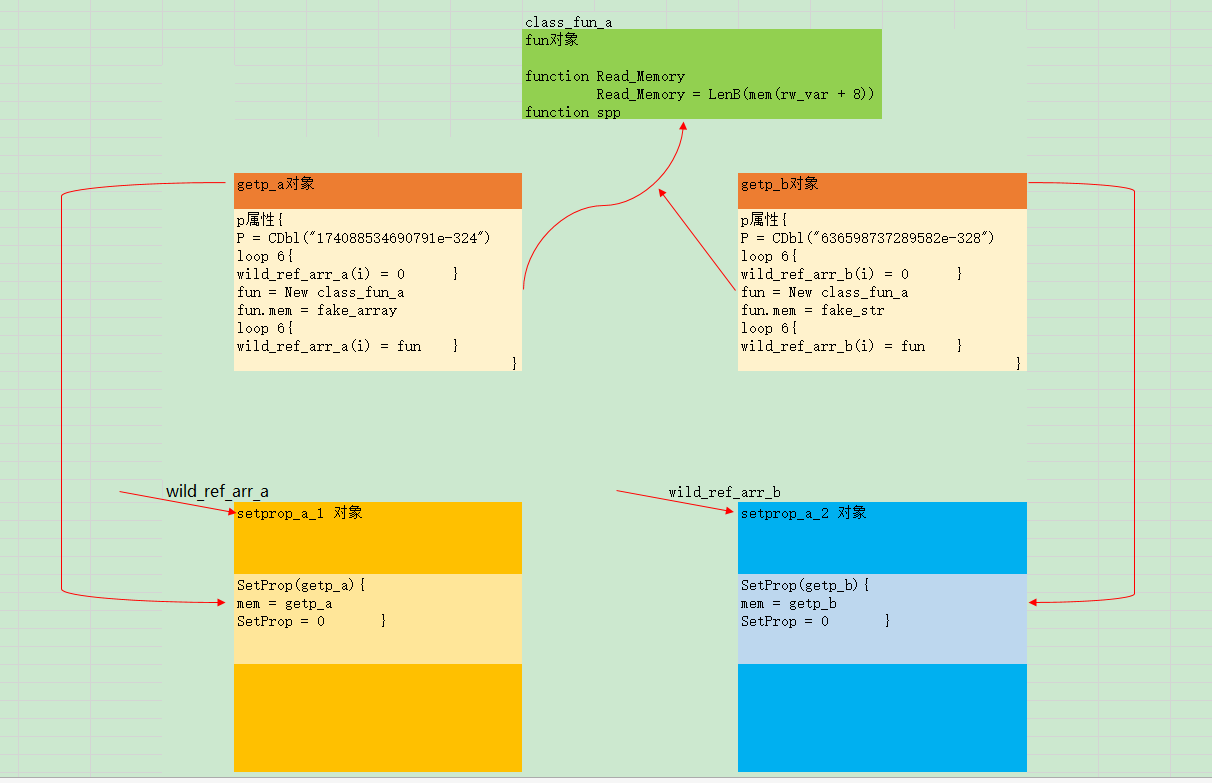 class_fun_a
fun对象
function Read_Memory
Read_Memory = LenB(mem(rw_var + 8))
function spp
getp_a对象
p属性{
P = CDbl("174088534690791e-324")
loop 6{
wild_ref_arr_a(i) = 0 }
fun = New class_fun_a
fun.mem = fake_array
loop 6{
wild_ref_arr_a(i) = fun }
}
getp_b对象
p属性{
P = CDbl("636598737289582e-328")
loop 6{
wild_ref_arr_b(i) = 0 }
fun = New class_fun_a
fun.mem = fake_str
loop 6{
wild_ref_arr_b(i) = fun }
}
wild_ref_arr_a
setprop_a_1 对象
SetProp(getp_a){
mem = getp_a
SetProp = 0 }
wild_ref_arr_b
setprop_a_2 对象
SetProp(getp_b){
mem = getp_b
SetProp = 0 }